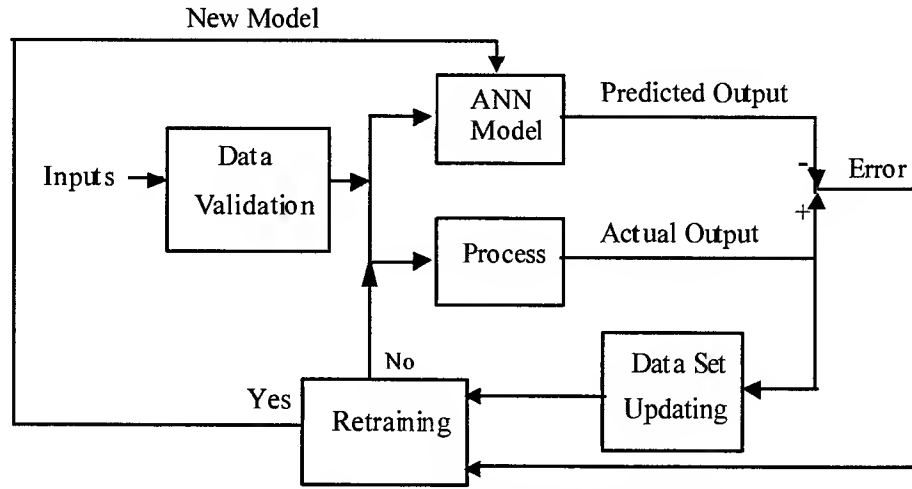 New Model
ANN
Model
Predicted Output
Data
Validation
Inputs
-
Error
+
Process
Actual Output
No
Data Set
Updating
Yes
Retraining